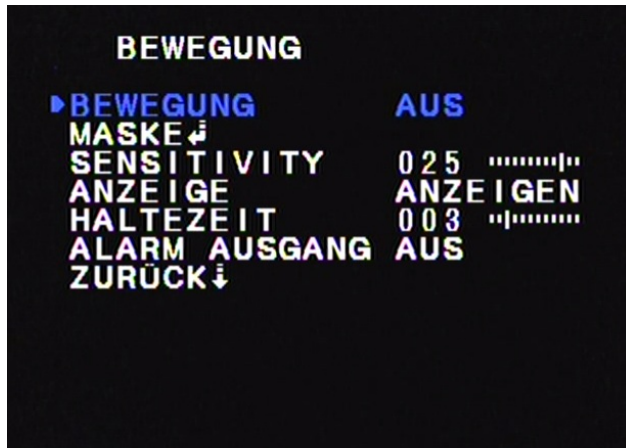 BEWEGUNG
BEWEGUNG AUS
MASKE
SENSITIVITY 025
ANZEIGE ANZEIGEN
HALTEZEIT 003
ALARM AUSGANG AUS
ZURÜCK